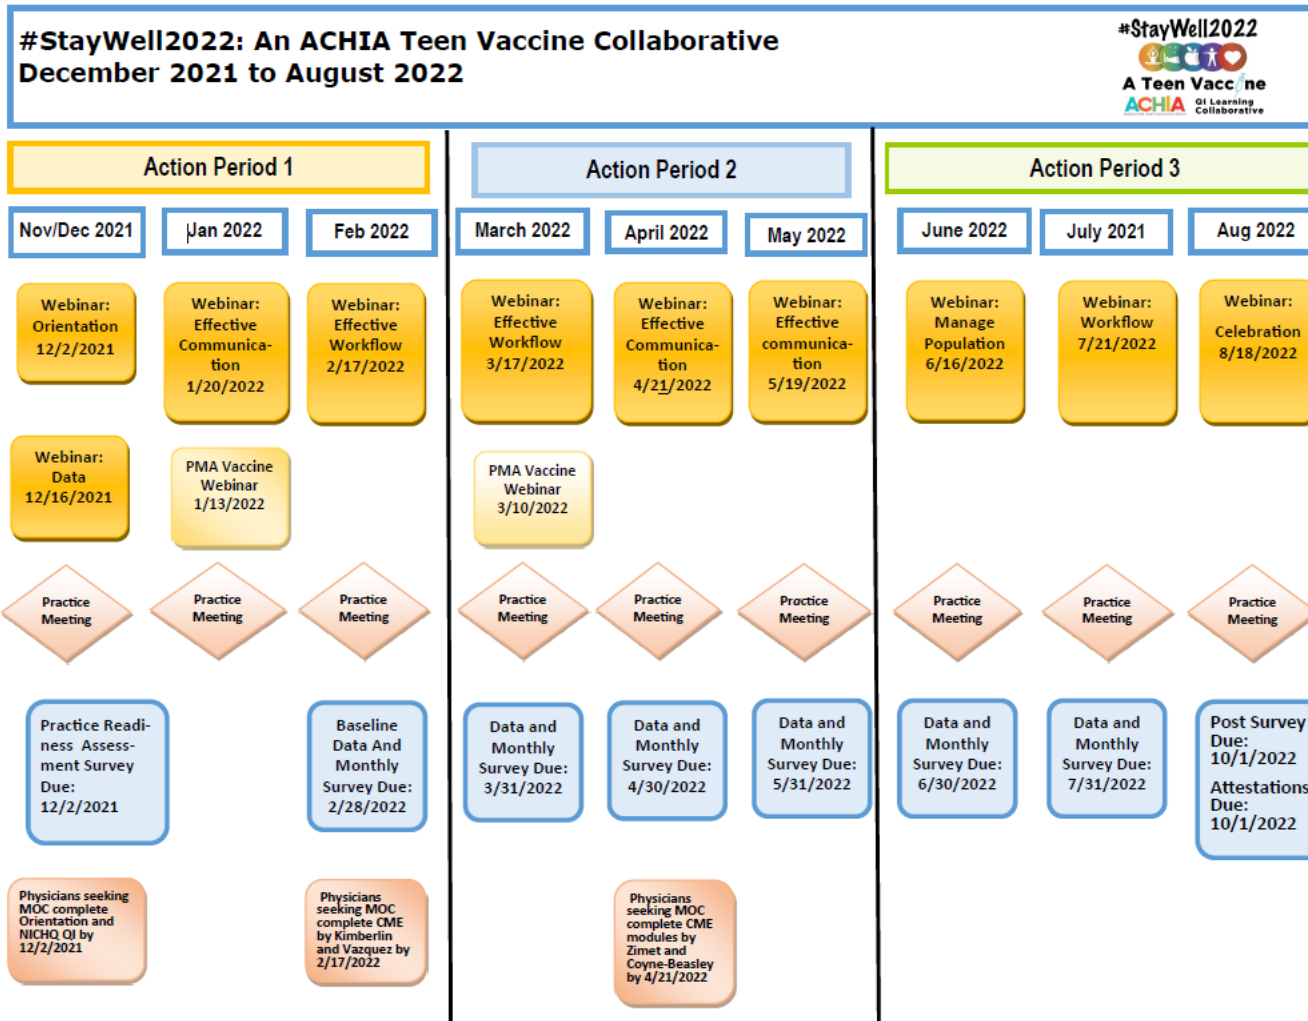 #StayWell2022: An ACHIA Teen Vaccine Collaborative
December 2021 to August 2022
#StayWell2022
A Teen Vaccine
ACHIA
QI Learning
Collaborative
Action Period 1
Action Period 2
Action Period 3
Nov/Dec 2021
Jan 2022
Feb 2022
March 2022
April 2022
May 2022
June 2022
July 2021
Aug 2022
Webinar:
Orientation
12/2/2021
Webinar:
Effective
Communica-
tion
1/20/2022
Webinar:
Effective
Workflow
2/17/2022
Webinar:
Effective
Workflow
3/17/2022
Webinar:
Effective
Communica-
tion
4/21/2022
Webinar:
Effective
communica-
tion
5/19/2022
Webinar:
Manage
Population
6/16/2022
Webinar:
Workflow
7/21/2022
Webinar:
Celebration
8/18/2022
Webinar:
Data
12/16/2021
PMA Vaccine
Webinar
1/13/2022
PMA Vaccine
Webinar
3/10/2022
Practice
Meeting
Practice
Meeting
Practice
Meeting
Practice
Meeting
Practice
Meeting
Practice
Meeting
Practice
Meeting
Practice
Meeting
Practice
Meeting
Practice Readi-
ness Assess-
ment Survey
Due:
12/2/2021
Baseline
Data And
Monthly
Survey Due:
2/28/2022
Data and
Monthly
Survey Due:
3/31/2022
Data and
Monthly
Survey Due:
4/30/2022
Data and
Monthly
Survey Due:
5/31/2022
Data and
Monthly
Survey Due:
6/30/2022
Data and
Monthly
Survey Due:
7/31/2022
Post Survey
Due:
10/1/2022
Attestations
Due:
10/1/2022
Physicians seeking
MOC complete
Orientation and
NICHQ QI by
12/2/2021
Physicians
seeking MOC
complete CME
by Kimberlin
and Vazquez by
2/17/2022
Physicians
seeking MOC
complete CME
modules by
Zimet and
Coyne-Beasley
by 4/21/2022